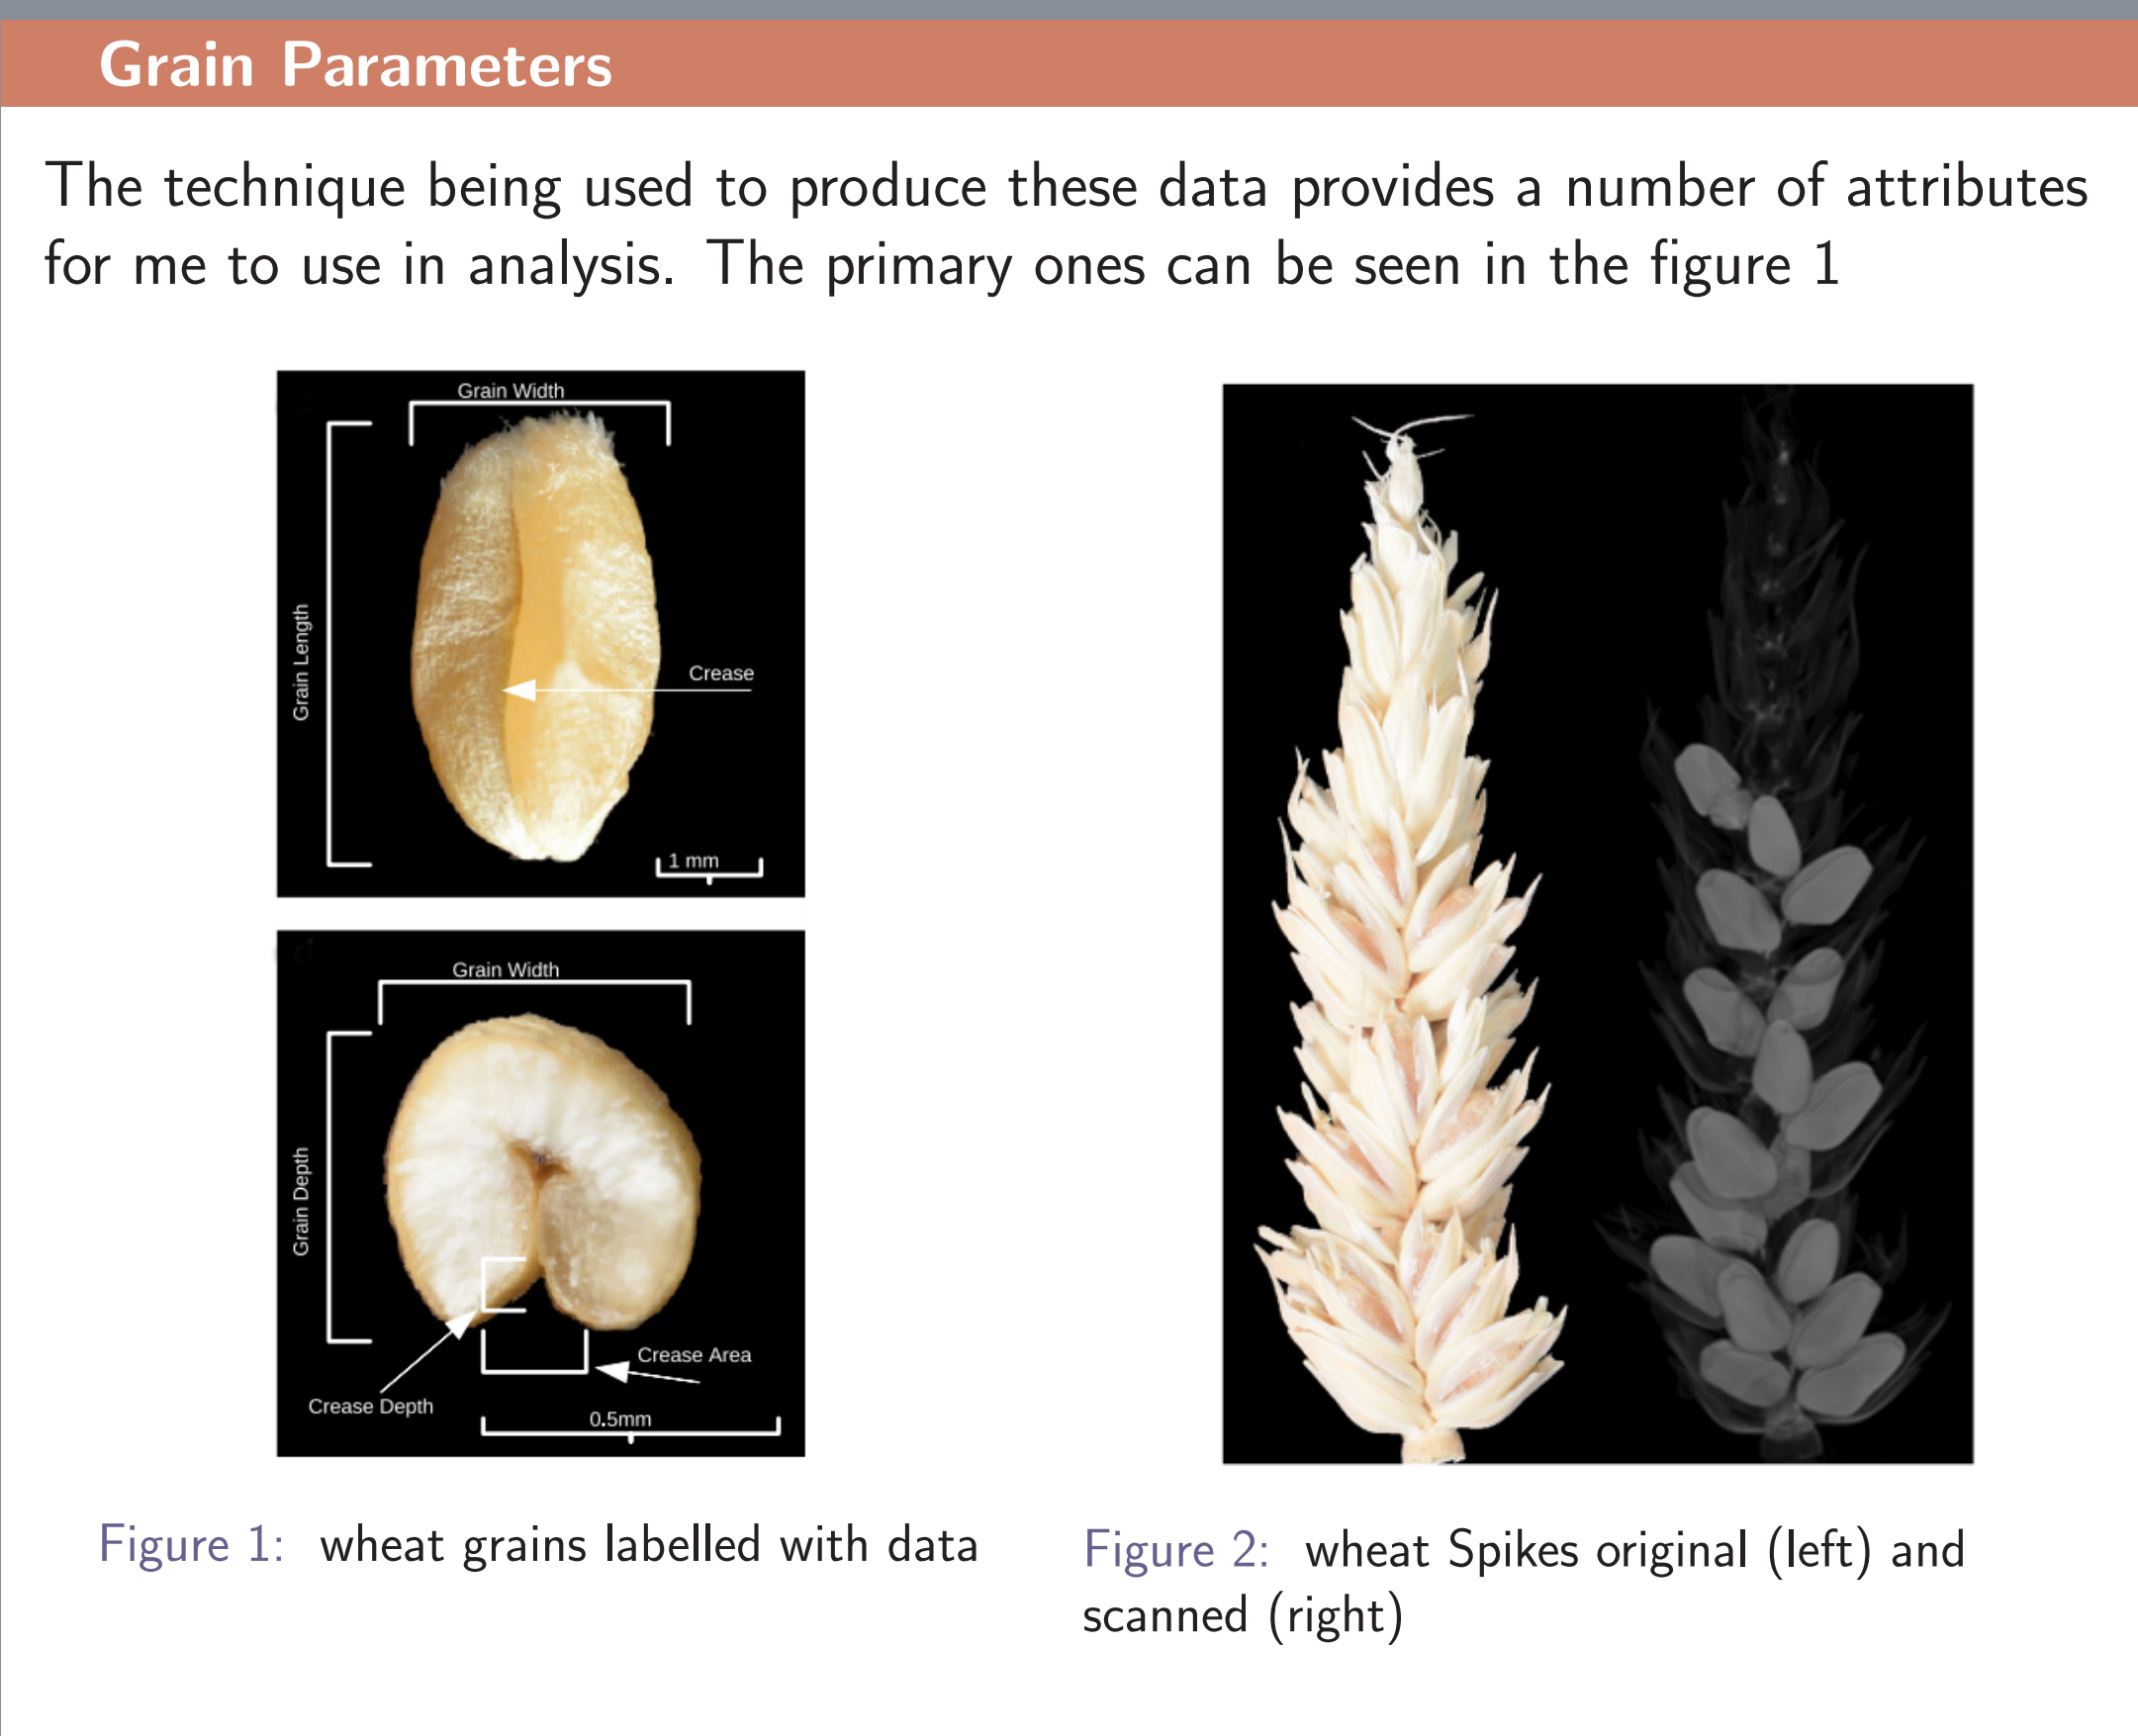 Grain Parameters
The technique being used to produce these data provides a number of attributes
for me to use in analysis. The primary ones can be seen in the figure 1
Grain Width
Grain Length
Crease
1 mm
Grain Width
Grain Depth
Crease Area
Crease Depth
0.5mm
Figure 1: wheat grains labelled with data
Figure 2: wheat Spikes original (left) and
scanned (right)